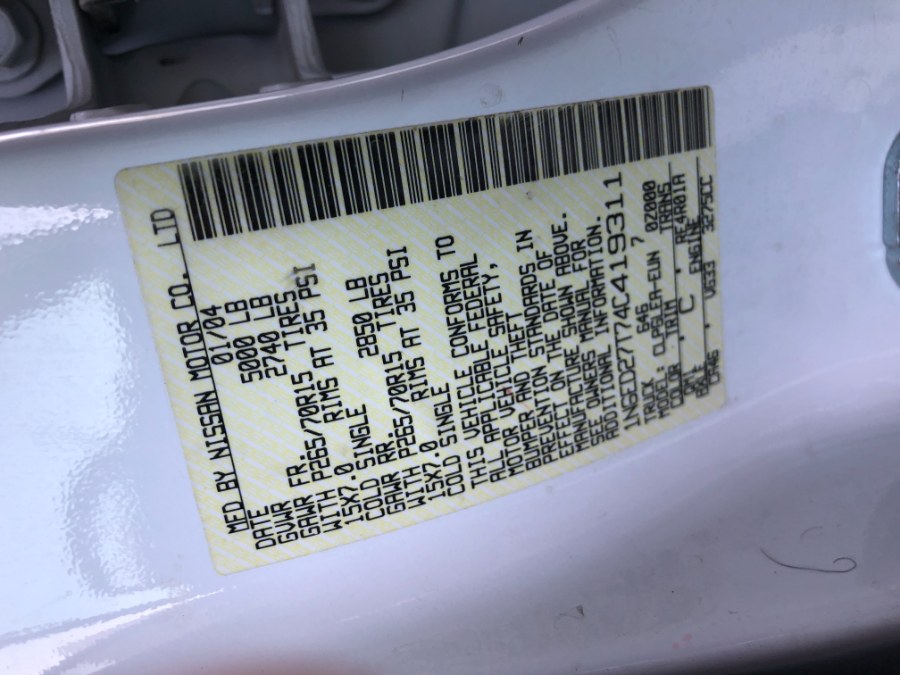 MFD BY NISSAN MOTOR CO., LTD
DATE 01/04
GVWR 5000 LB
GAWR FR. 2740 LB
WITH P265/70R15 TIRES
15X7.0 RIMS AT 35 PSI
COLD SINGLE
GAWR RR. 2850 LB
WITH P265/70R15 TIRES
15X7.0 RIMS AT 35 PSI
COLD SINGLE
THIS VEHICLE CONFORMS TO
ALL APPLICABLE FEDERAL
MOTOR VEHICLE SAFETY,
BUMPER AND THEFT
PREVENTION STANDARDS IN
EFFECT ON THE DATE OF
MANUFACTURE SHOWN ABOVE.
SEE OWNERS MANUAL FOR
ADDITIONAL INFORMATION.
1N6ED27T74C419311
TRUCK 646 7 0Z000
MODEL: CLPDLEA-EUN TRANS
COLOR TRIM RE4R01A
C ENGINE
VG33 3275CC